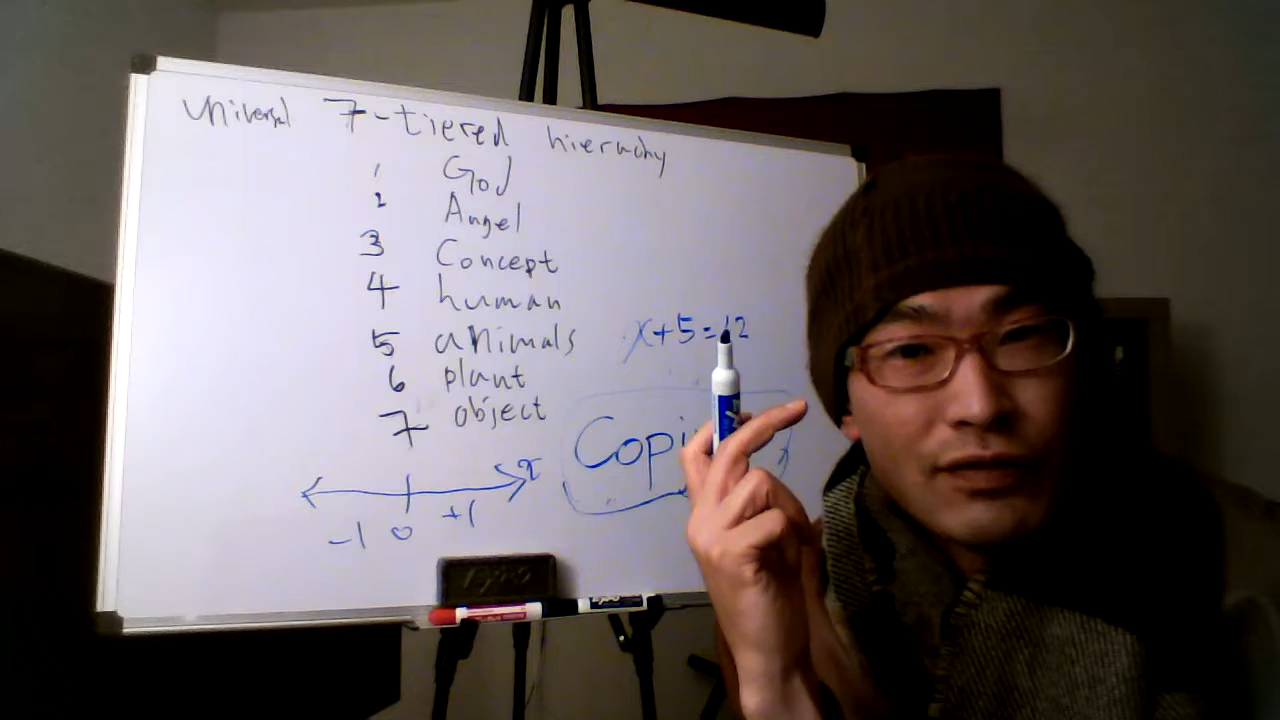 Universal 7-tiered hierachy
1 God
2 Angel
3 Concept
4 human
5 animals
6 plant
7 object
x+5=12
Copi
x
-1 0 +1